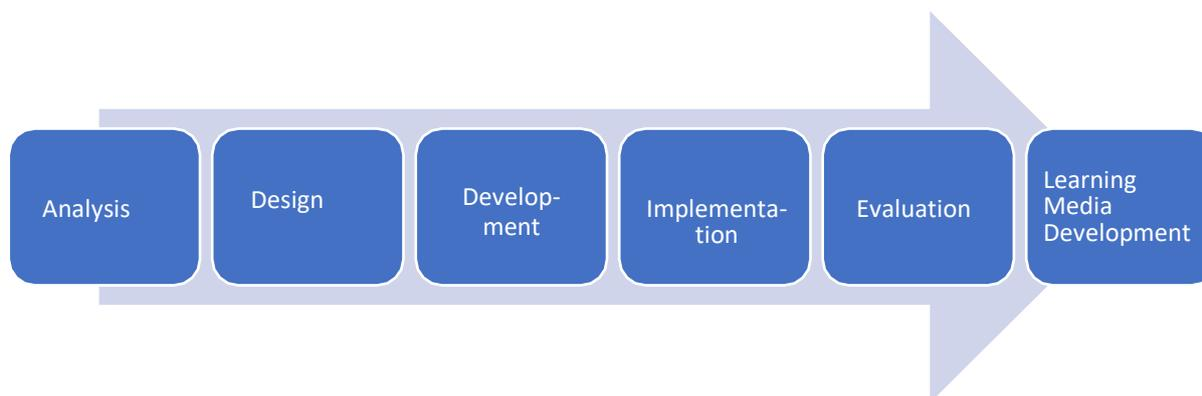 Analysis
Design
Develop-
ment
Implementa-
tion
Evaluation
Learning
Media
Development